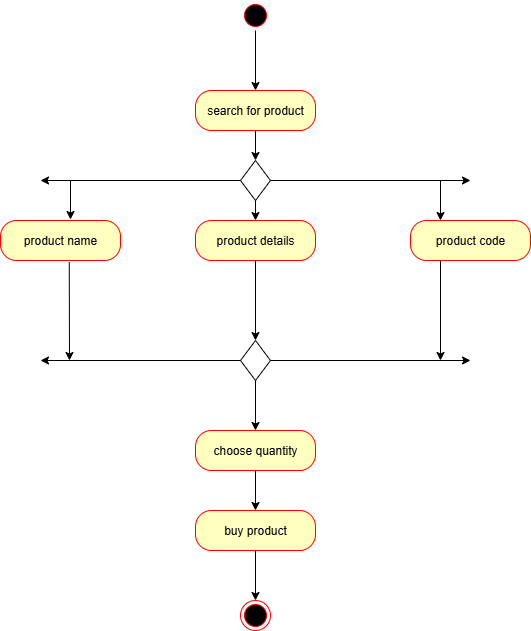 search for product
product name
product details
product code
choose quantity
buy product